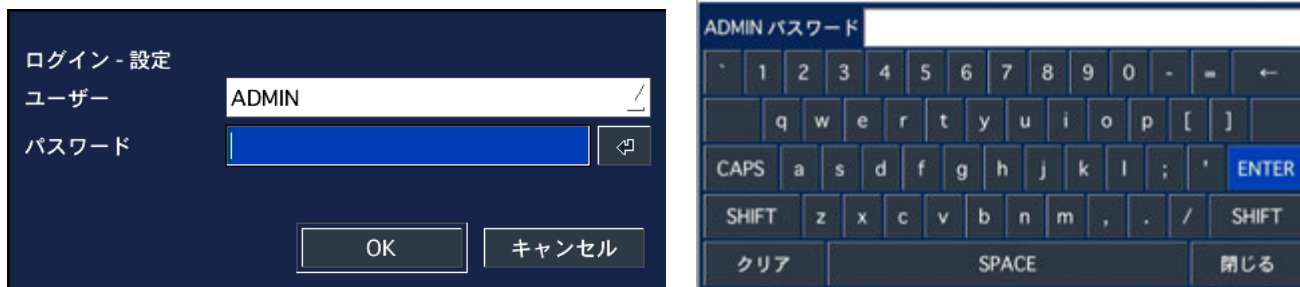 ログイン - 設定
ユーザー ADMIN
パスワード
OK キャンセル
ADMIN パスワード
` 1 2 3 4 5 6 7 8 9 0 - = ←
q w e r t y u i o p [ ]
CAPS a s d f g h j k l ; ' ENTER
SHIFT z x c v b n m , . / SHIFT
クリア SPACE 閉じる